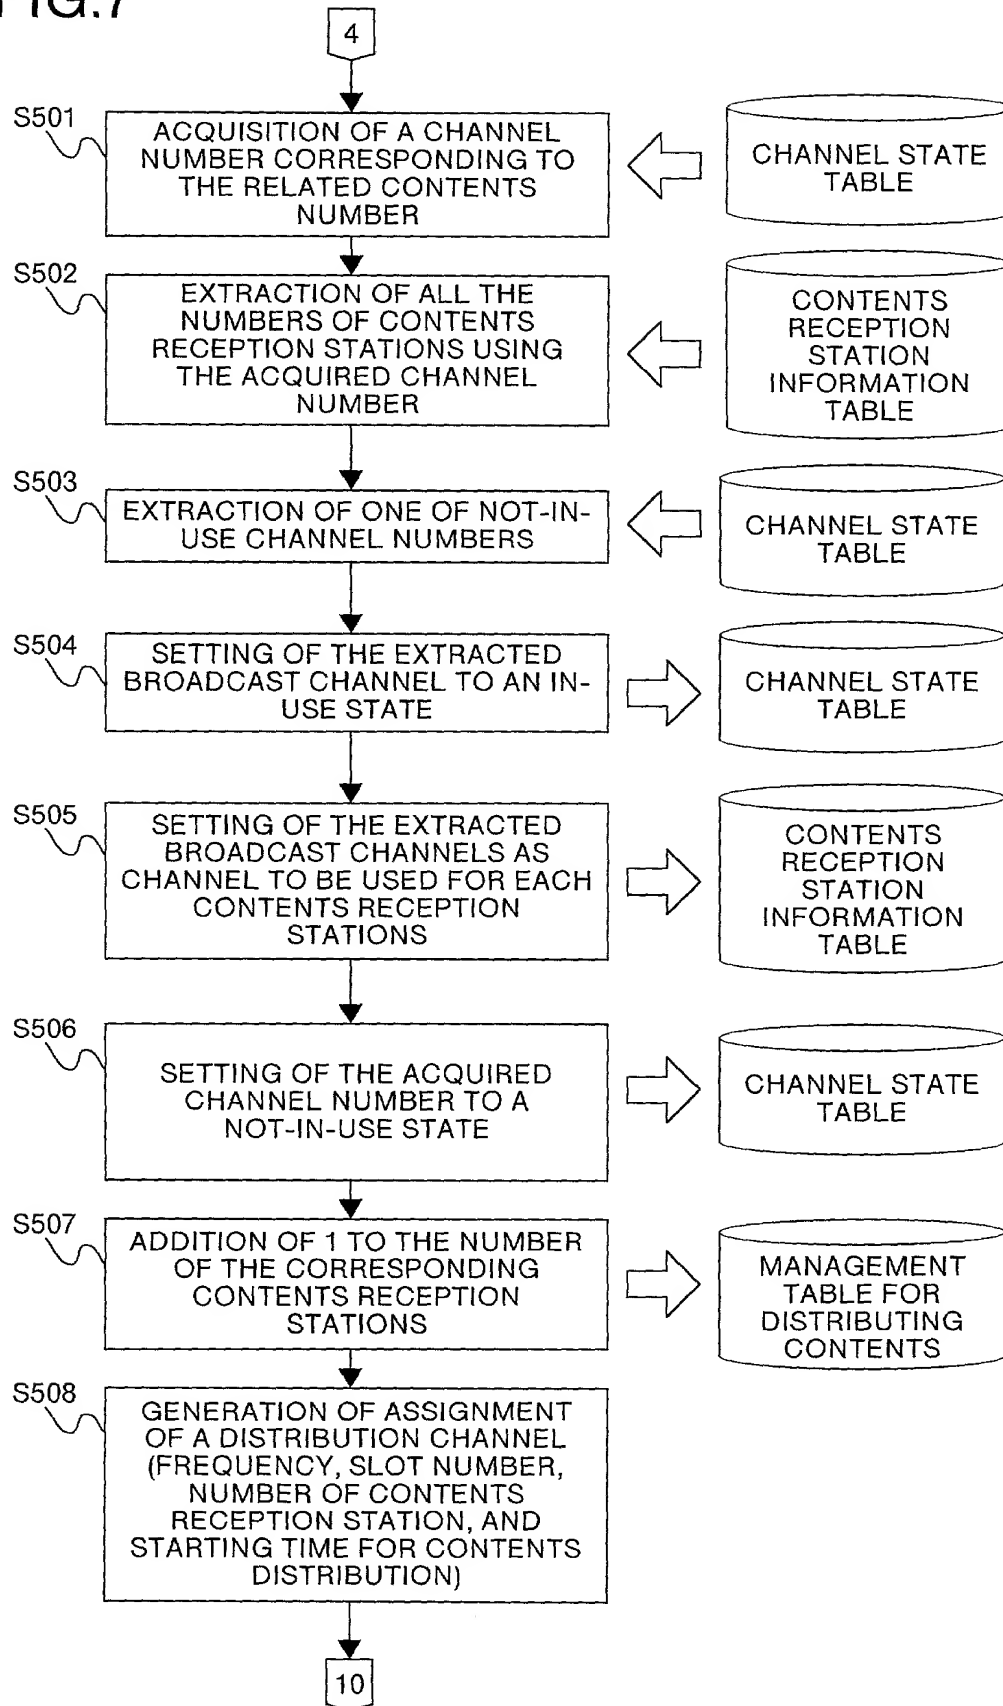 FIG.7
4
S501
ACQUISITION OF A CHANNEL
NUMBER CORRESPONDING TO
THE RELATED CONTENTS
NUMBER
CHANNEL STATE
TABLE
S502
EXTRACTION OF ALL THE
NUMBERS OF CONTENTS
RECEPTION STATIONS USING
THE ACQUIRED CHANNEL
NUMBER
CONTENTS
RECEPTION
STATION
INFORMATION
TABLE
S503
EXTRACTION OF ONE OF NOT-IN-
USE CHANNEL NUMBERS
CHANNEL STATE
TABLE
S504
SETTING OF THE EXTRACTED
BROADCAST CHANNEL TO AN IN-
USE STATE
CHANNEL STATE
TABLE
S505
SETTING OF THE EXTRACTED
BROADCAST CHANNELS AS
CHANNEL TO BE USED FOR EACH
CONTENTS RECEPTION
STATIONS
CONTENTS
RECEPTION
STATION
INFORMATION
TABLE
S506
SETTING OF THE ACQUIRED
CHANNEL NUMBER TO A
NOT-IN-USE STATE
CHANNEL STATE
TABLE
S507
ADDITION OF 1 TO THE NUMBER
OF THE CORRESPONDING
CONTENTS RECEPTION
STATIONS
MANAGEMENT
TABLE FOR
DISTRIBUTING
CONTENTS
S508
GENERATION OF ASSIGNMENT
OF A DISTRIBUTION CHANNEL
(FREQUENCY, SLOT NUMBER,
NUMBER OF CONTENTS
RECEPTION STATION, AND
STARTING TIME FOR CONTENTS
DISTRIBUTION)
10